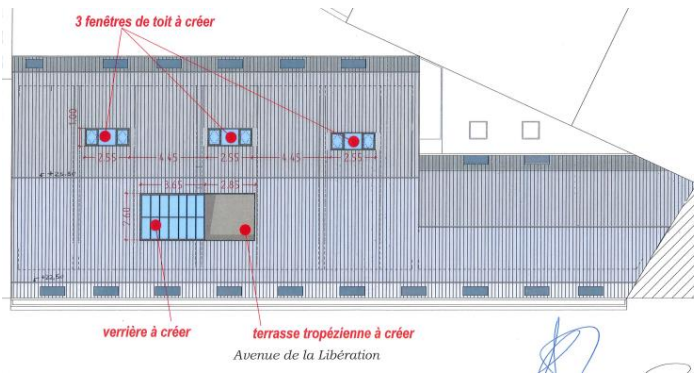 3 fenêtres de toit à créer
1.00
2.55 4.45 2.55 4.45 2.55
3.65 2.85
2.60
verrière à créer
terrasse tropézienne à créer
Avenue de la Libération